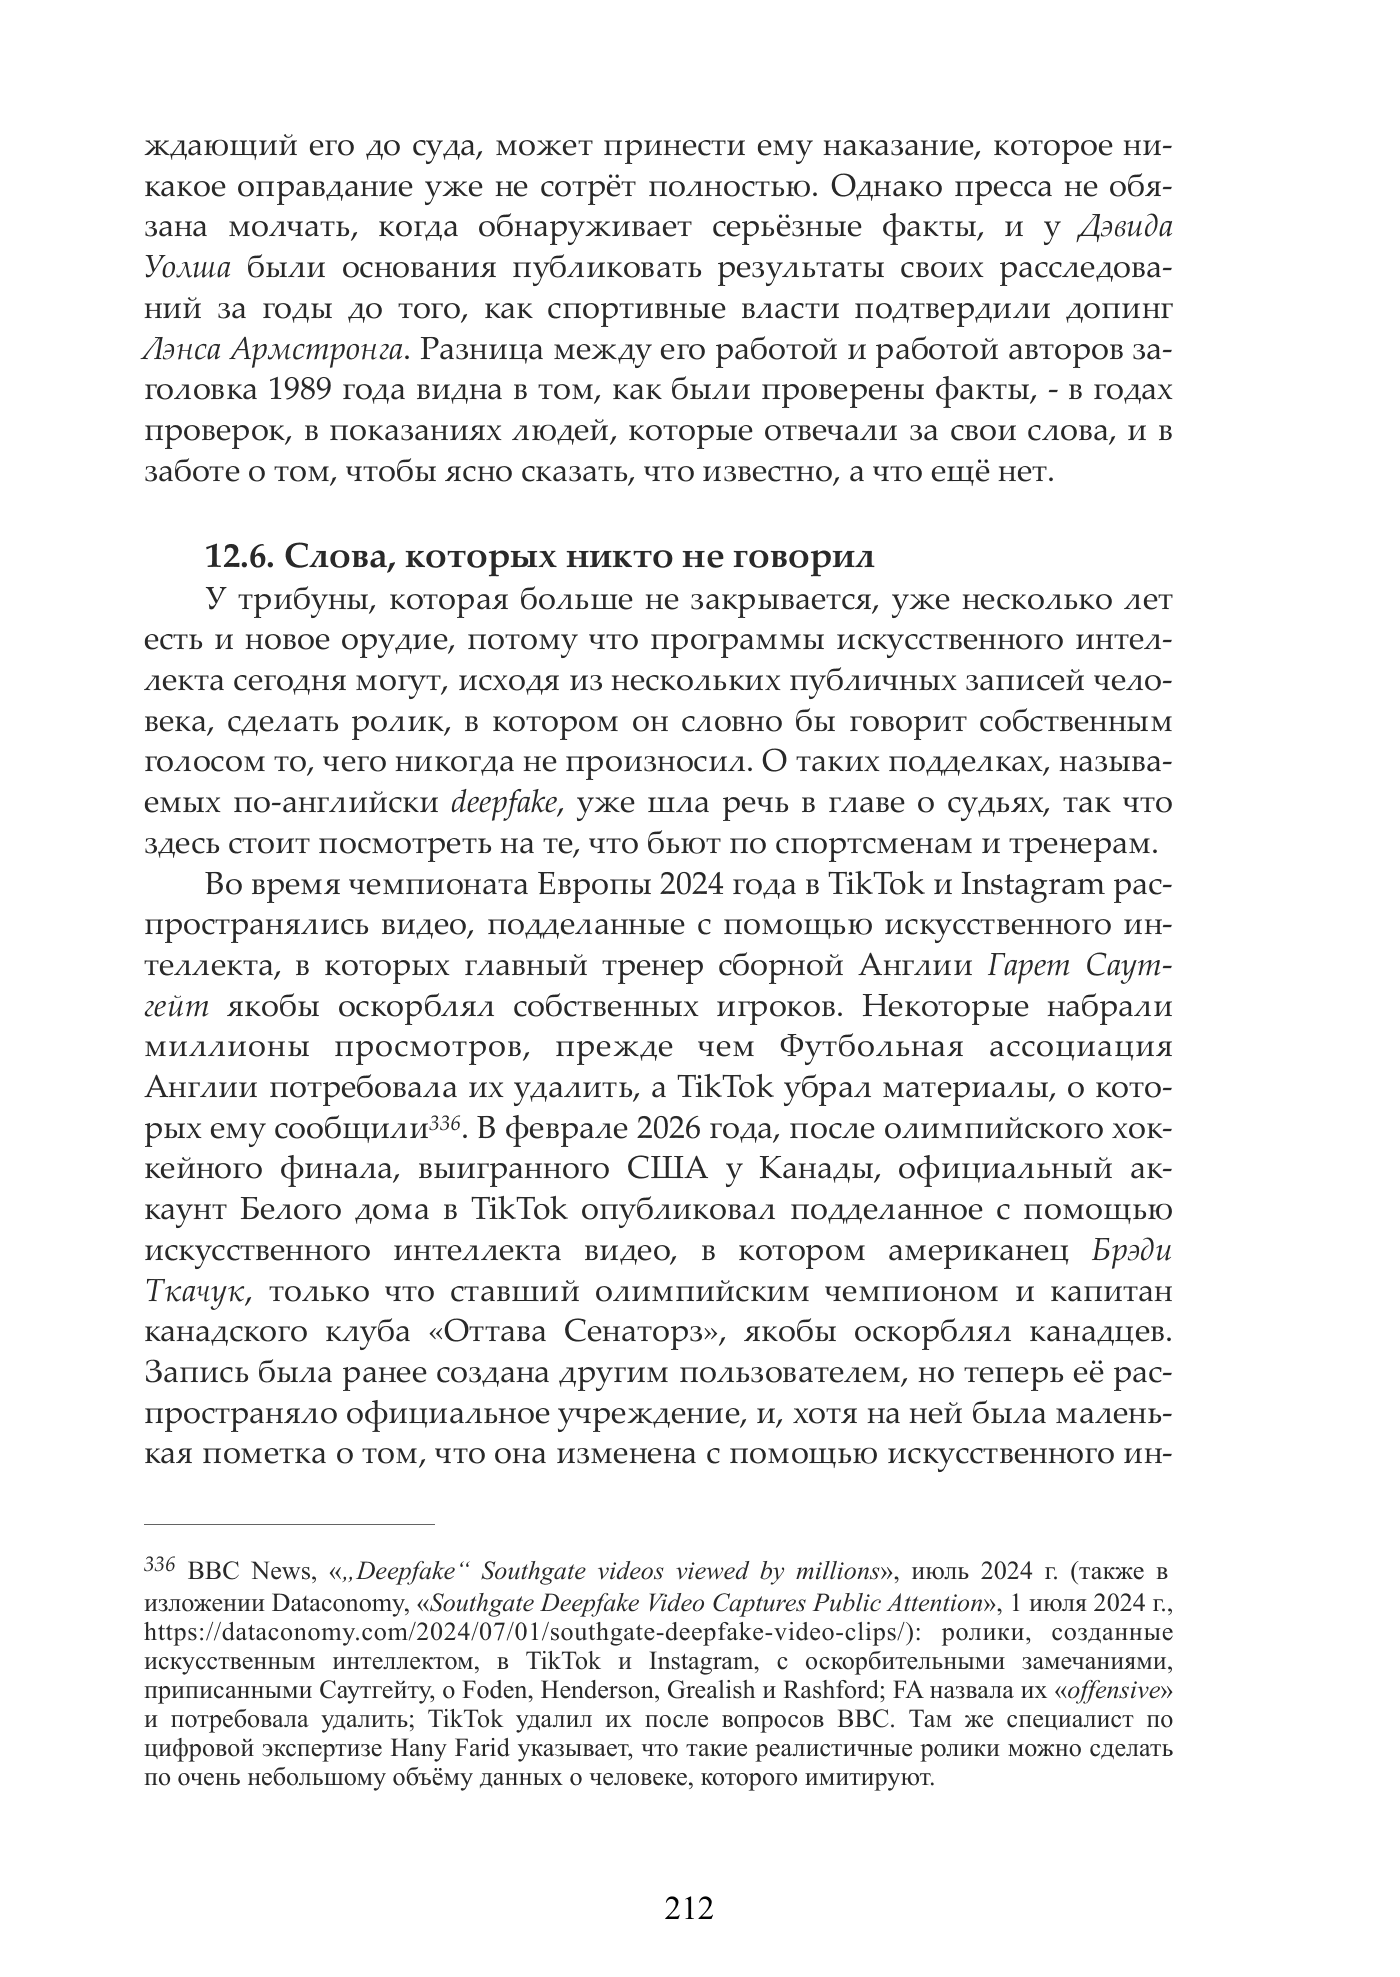 ждающий его до суда, может принести ему наказание, которое ни-
какое оправдание уже не сотрёт полностью. Однако пресса не обя-
зана молчать, когда обнаруживает серьёзные факты, и у Дэвида
Уолша были основания публиковать результаты своих расследова-
ний за годы до того, как спортивные власти подтвердили допинг
Лэнса Армстронга. Разница между его работой и работой авторов за-
головка 1989 года видна в том, как были проверены факты, - в годах
проверок, в показаниях людей, которые отвечали за свои слова, и в
заботе о том, чтобы ясно сказать, что известно, а что ещё нет.
12.6. Слова, которых никто не говорил
У трибуны, которая больше не закрывается, уже несколько лет
есть и новое орудие, потому что программы искусственного интел-
лекта сегодня могут, исходя из нескольких публичных записей чело-
века, сделать ролик, в котором он словно бы говорит собственным
голосом то, чего никогда не произносил. О таких подделках, называ-
емых по-английски deepfake, уже шла речь в главе о судьях, так что
здесь стоит посмотреть на те, что бьют по спортсменам и тренерам.
Во время чемпионата Европы 2024 года в TikTok и Instagram рас-
пространялись видео, подделанные с помощью искусственного ин-
теллекта, в которых главный тренер сборной Англии Гарет Саут-
гейт якобы оскорблял собственных игроков. Некоторые набрали
миллионы просмотров, прежде чем Футбольная ассоциация
Англии потребовала их удалить, а TikTok убрал материалы, о кото-
рых ему сообщили336. В феврале 2026 года, после олимпийского хок-
кейного финала, выигранного США у Канады, официальный ак-
каунт Белого дома в TikTok опубликовал подделанное с помощью
искусственного интеллекта видео, в котором американец Брэди
Ткачук, только что ставший олимпийским чемпионом и капитан
канадского клуба «Оттава Сенаторз», якобы оскорблял канадцев.
Запись была ранее создана другим пользователем, но теперь её рас-
пространяло официальное учреждение, и, хотя на ней была малень-
кая пометка о том, что она изменена с помощью искусственного ин-
336 BBC News, «„Deepfake“ Southgate videos viewed by millions», июль 2024 г. (также в
изложении Dataconomy, «Southgate Deepfake Video Captures Public Attention», 1 июля 2024 г.,
https://dataconomy.com/2024/07/01/southgate-deepfake-video-clips/): ролики, созданные
искусственным интеллектом, в TikTok и Instagram, с оскорбительными замечаниями,
приписанными Саутгейту, о Foden, Henderson, Grealish и Rashford; FA назвала их «offensive»
и потребовала удалить; TikTok удалил их после вопросов BBC. Там же специалист по
цифровой экспертизе Hany Farid указывает, что такие реалистичные ролики можно сделать
по очень небольшому объёму данных о человеке, которого имитируют.
212